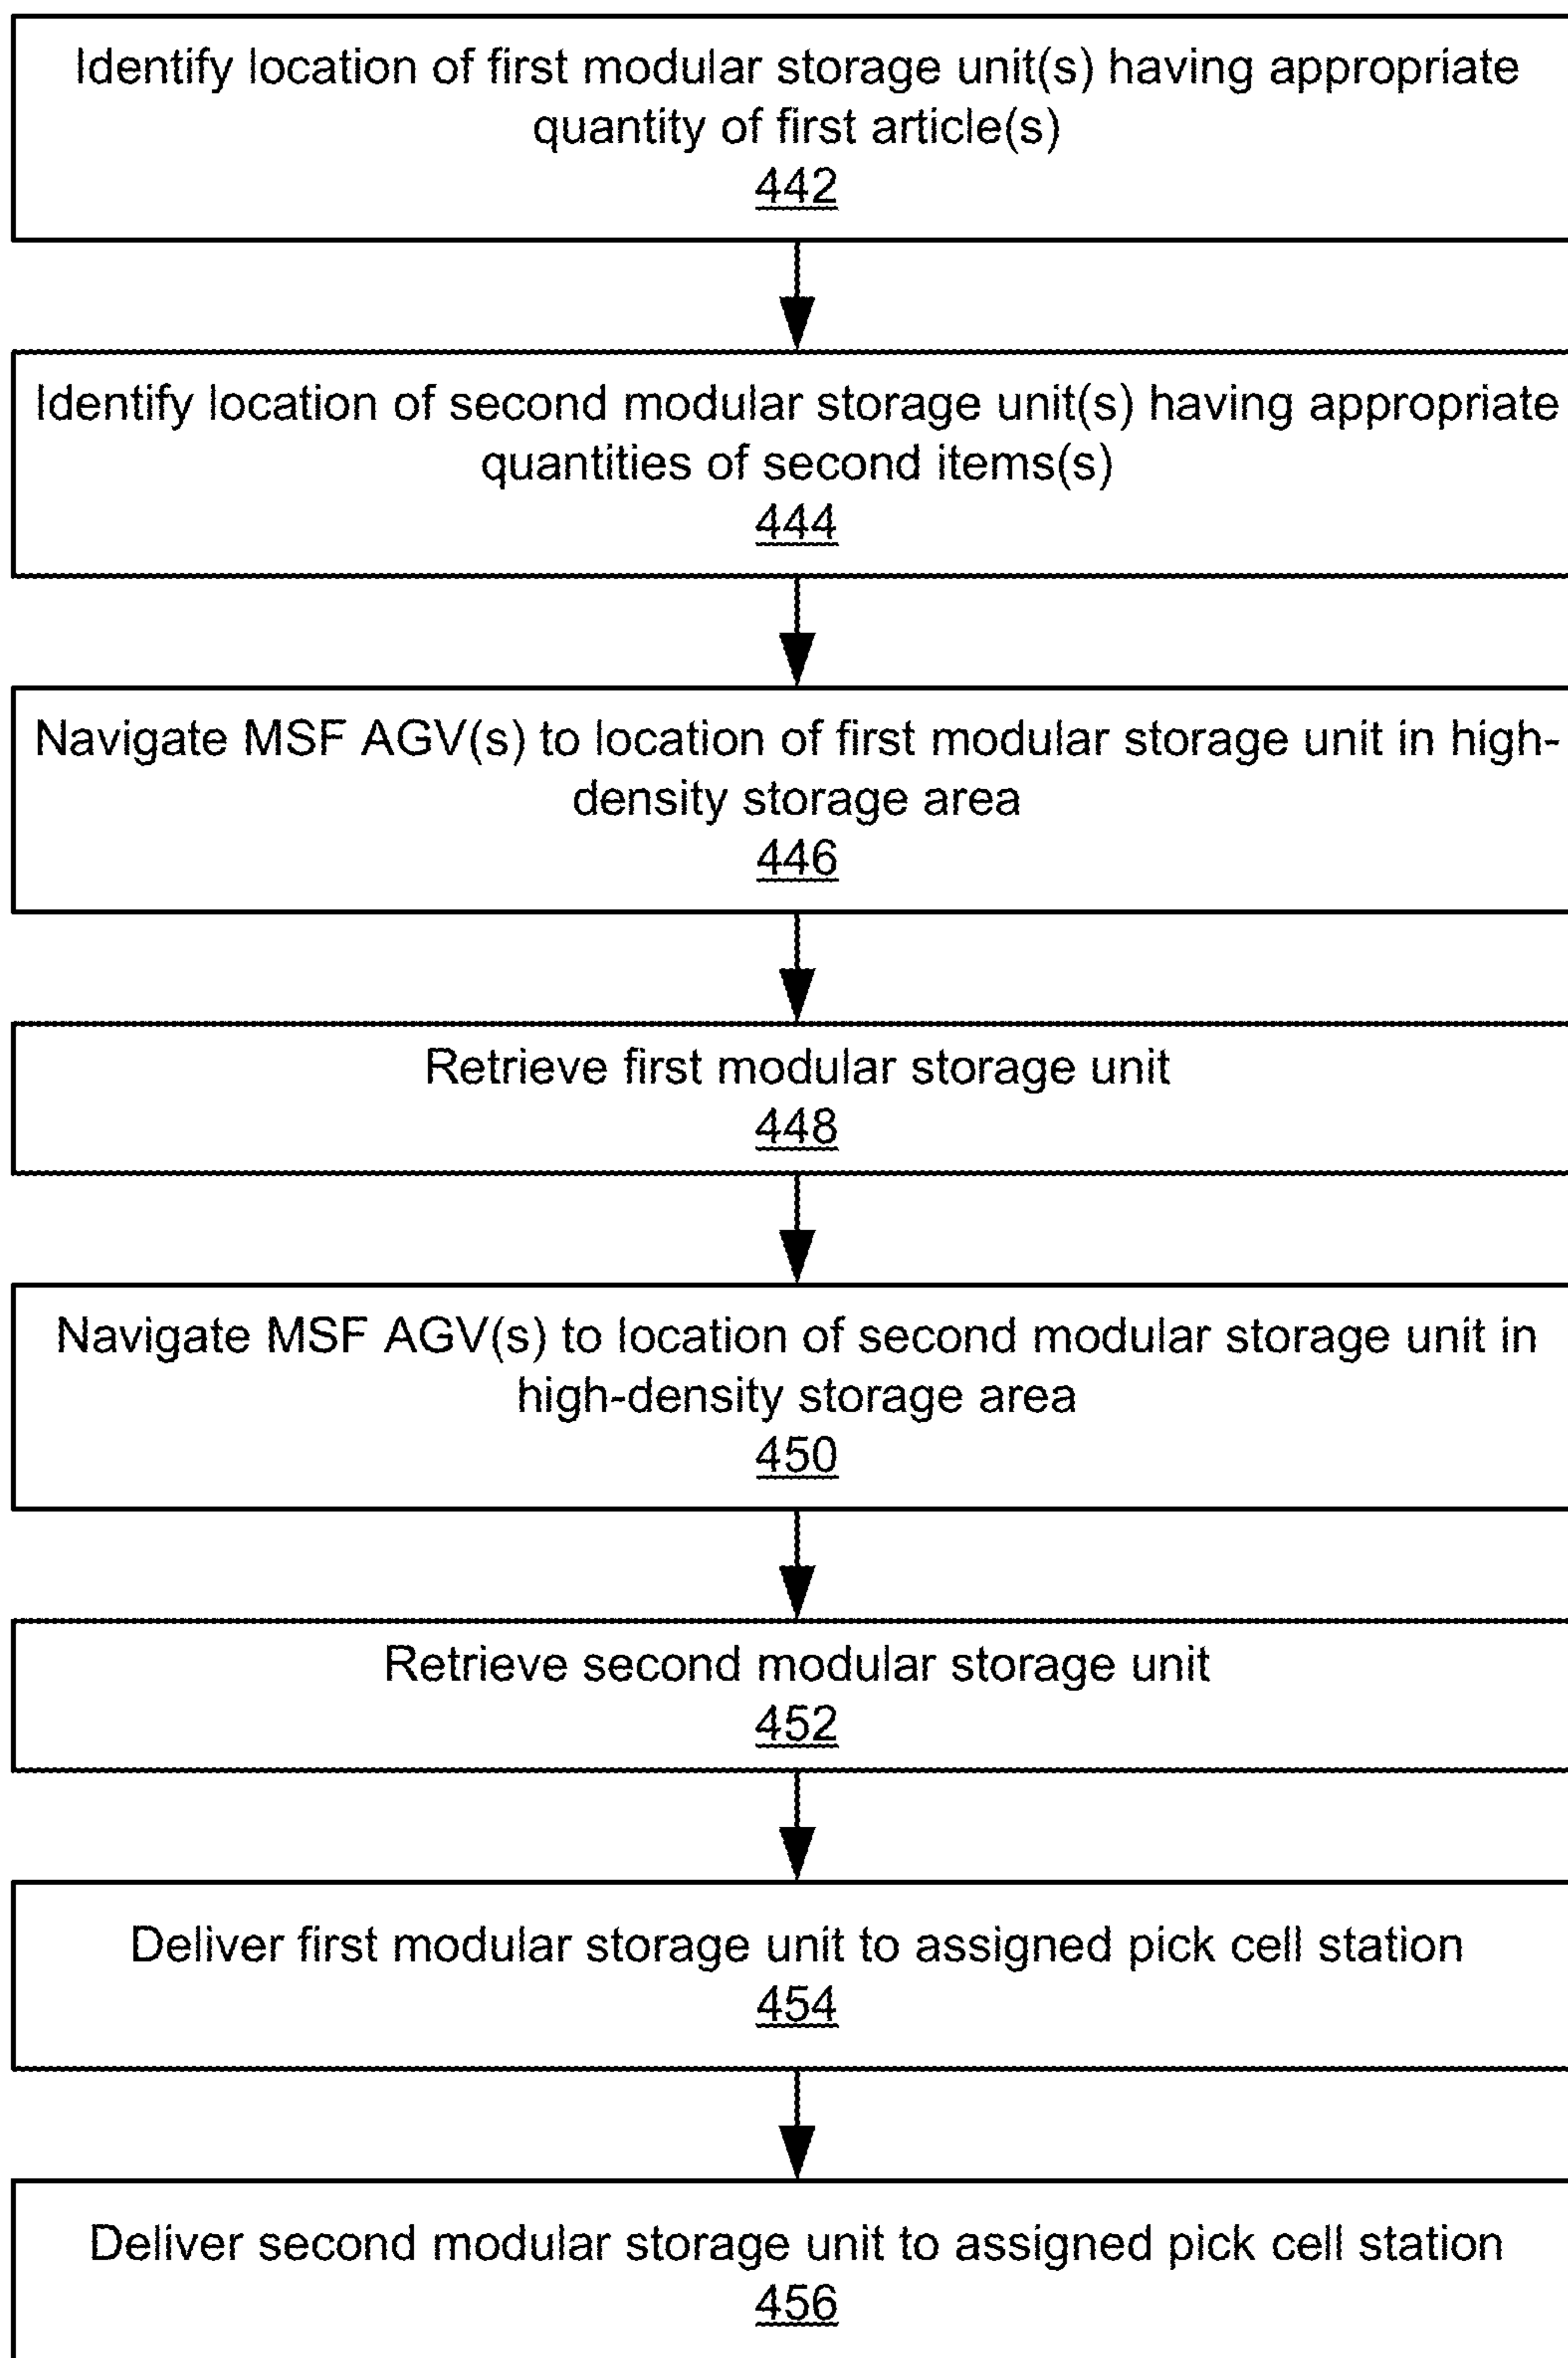 Identify location of first modular storage unit(s) having appropriate
quantity of first article(s)
442
Identify location of second modular storage unit(s) having appropriate
quantities of second items(s)
444
Navigate MSF AGV(s) to location of first modular storage unit in high-
density storage area
446
Retrieve first modular storage unit
448
Navigate MSF AGV(s) to location of second modular storage unit in
high-density storage area
450
Retrieve second modular storage unit
452
Deliver first modular storage unit to assigned pick cell station
454
Deliver second modular storage unit to assigned pick cell station
456